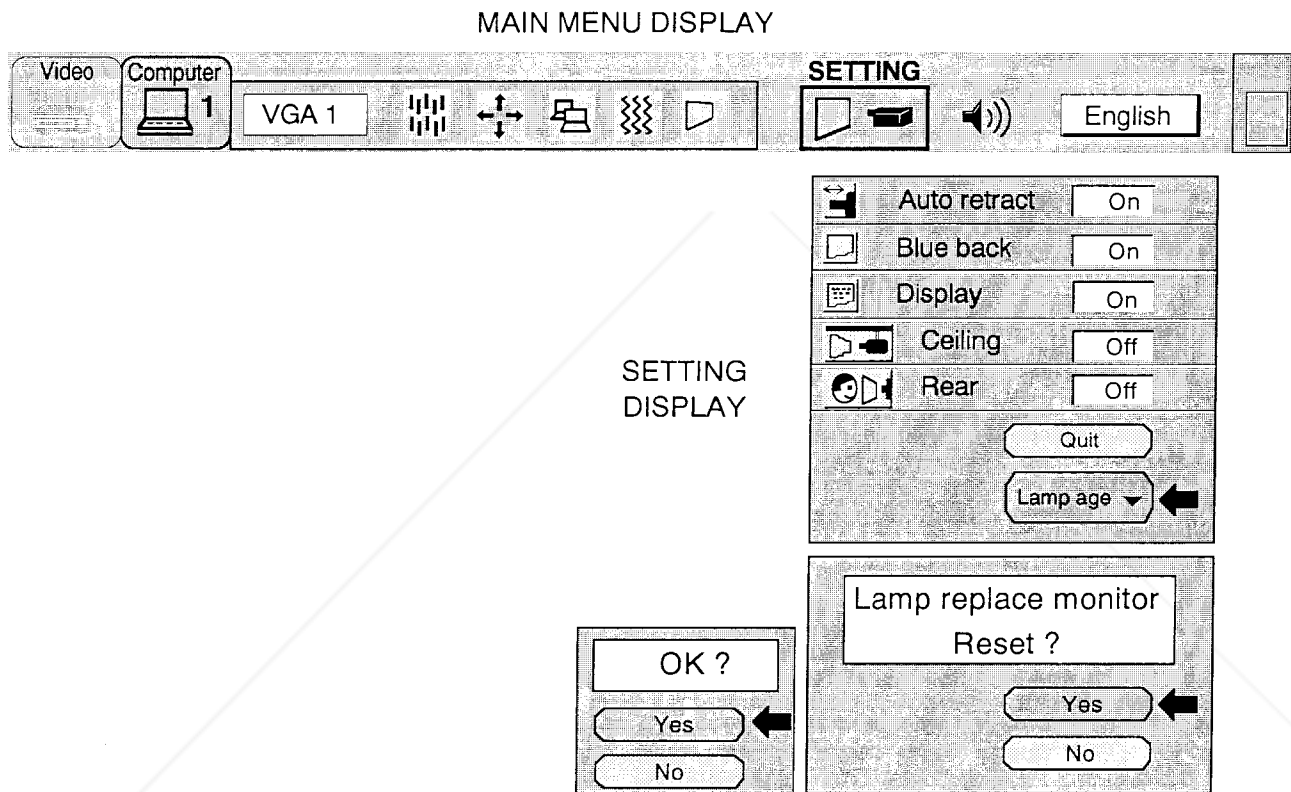 MAIN MENU DISPLAY
Video
Computer
1
VGA 1
SETTING
English
Auto retract On
Blue back On
Display On
Ceiling Off
Rear Off
SETTING
DISPLAY
Quit
Lamp age
Lamp replace monitor
Reset ?
Yes
No
OK ?
Yes
No